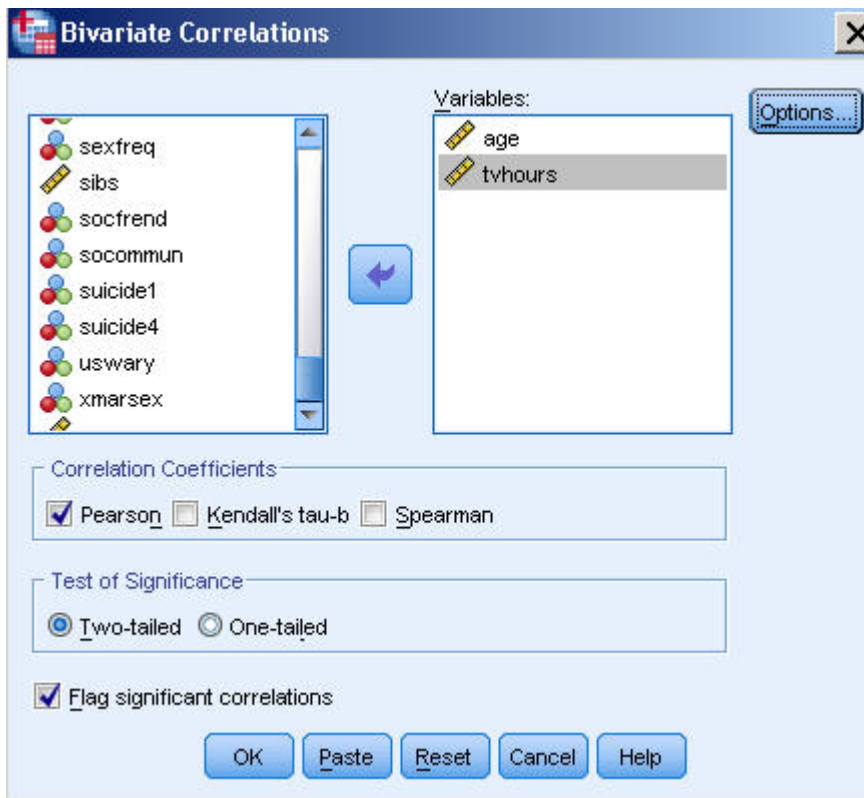 Bivariate Correlations
sexfreq
sibs
socfrend
socommun
suicide1
suicide4
uswary
xmarsex
Variables:
age
tvhours
Options...
Correlation Coefficients
Pearson Kendall's tau-b Spearman
Test of Significance
Two-tailed One-tailed
Flag significant correlations
OK Paste Reset Cancel Help